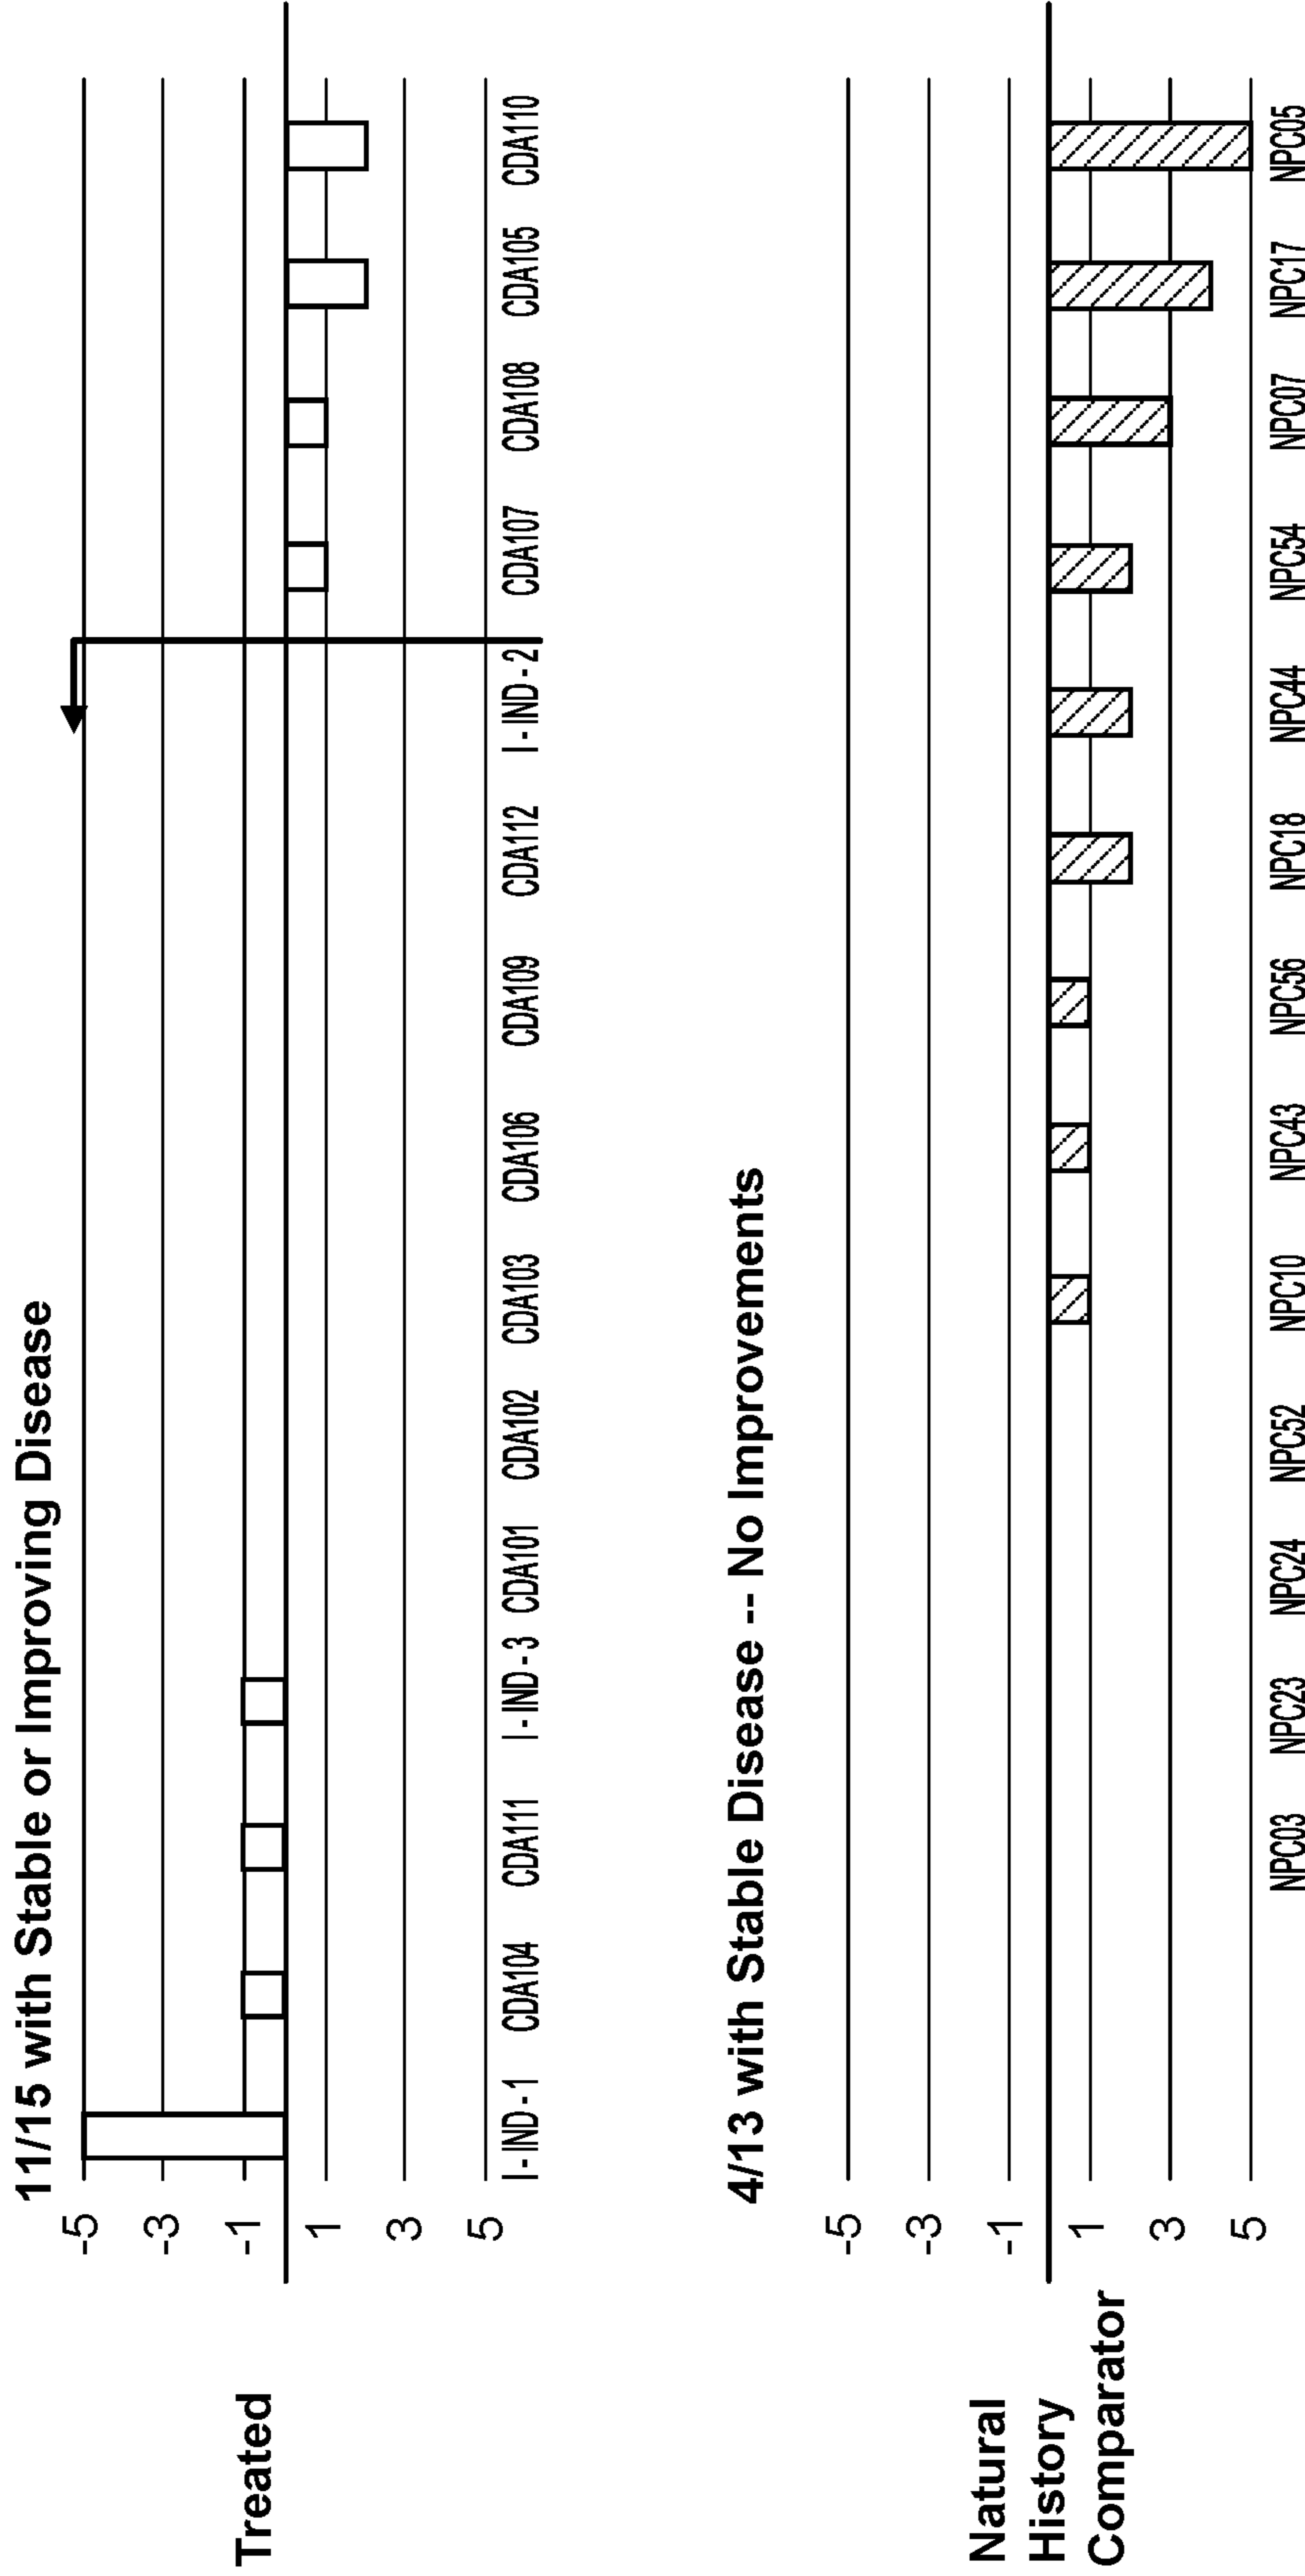 11/15 with Stable or Improving Disease
Treated
-5
-3
-1
1
3
5
I-IND-1 CDA104 CDA111 I-IND-3 CDA101 CDA102 CDA103 CDA106 CDA109 CDA112 I-IND-2 CDA107 CDA108 CDA105 CDA110
4/13 with Stable Disease -- No Improvements
Natural
History
Comparator
-5
-3
-1
1
3
5
NPC03 NPC23 NPC24 NPC52 NPC10 NPC43 NPC56 NPC18 NPC44 NPC54 NPC07 NPC17 NPC05